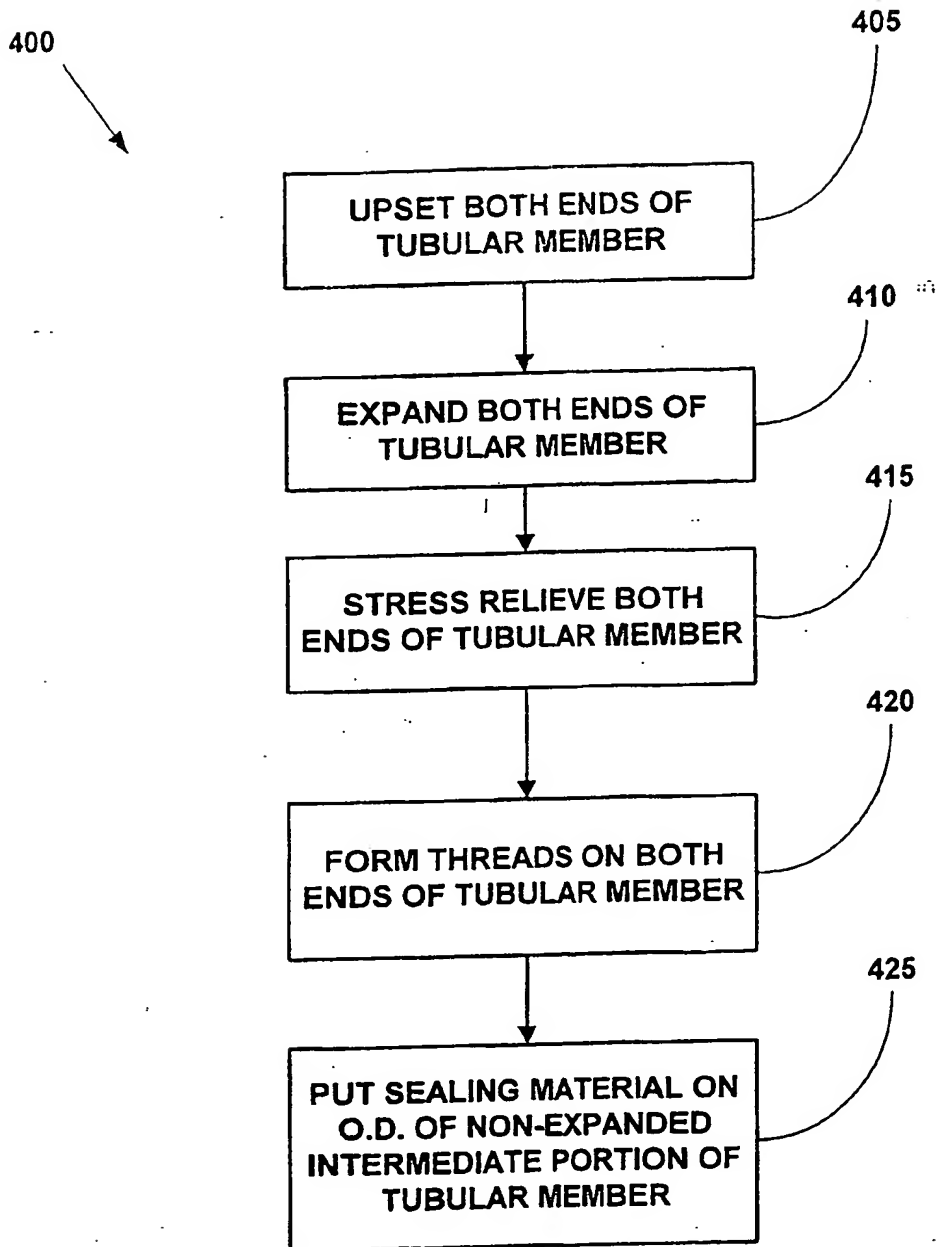 400
405
UPSET BOTH ENDS OF
TUBULAR MEMBER
410
EXPAND BOTH ENDS OF
TUBULAR MEMBER
415
STRESS RELIEVE BOTH
ENDS OF TUBULAR MEMBER
420
FORM THREADS ON BOTH
ENDS OF TUBULAR MEMBER
425
PUT SEALING MATERIAL ON
O.D. OF NON-EXPANDED
INTERMEDIATE PORTION OF
TUBULAR MEMBER